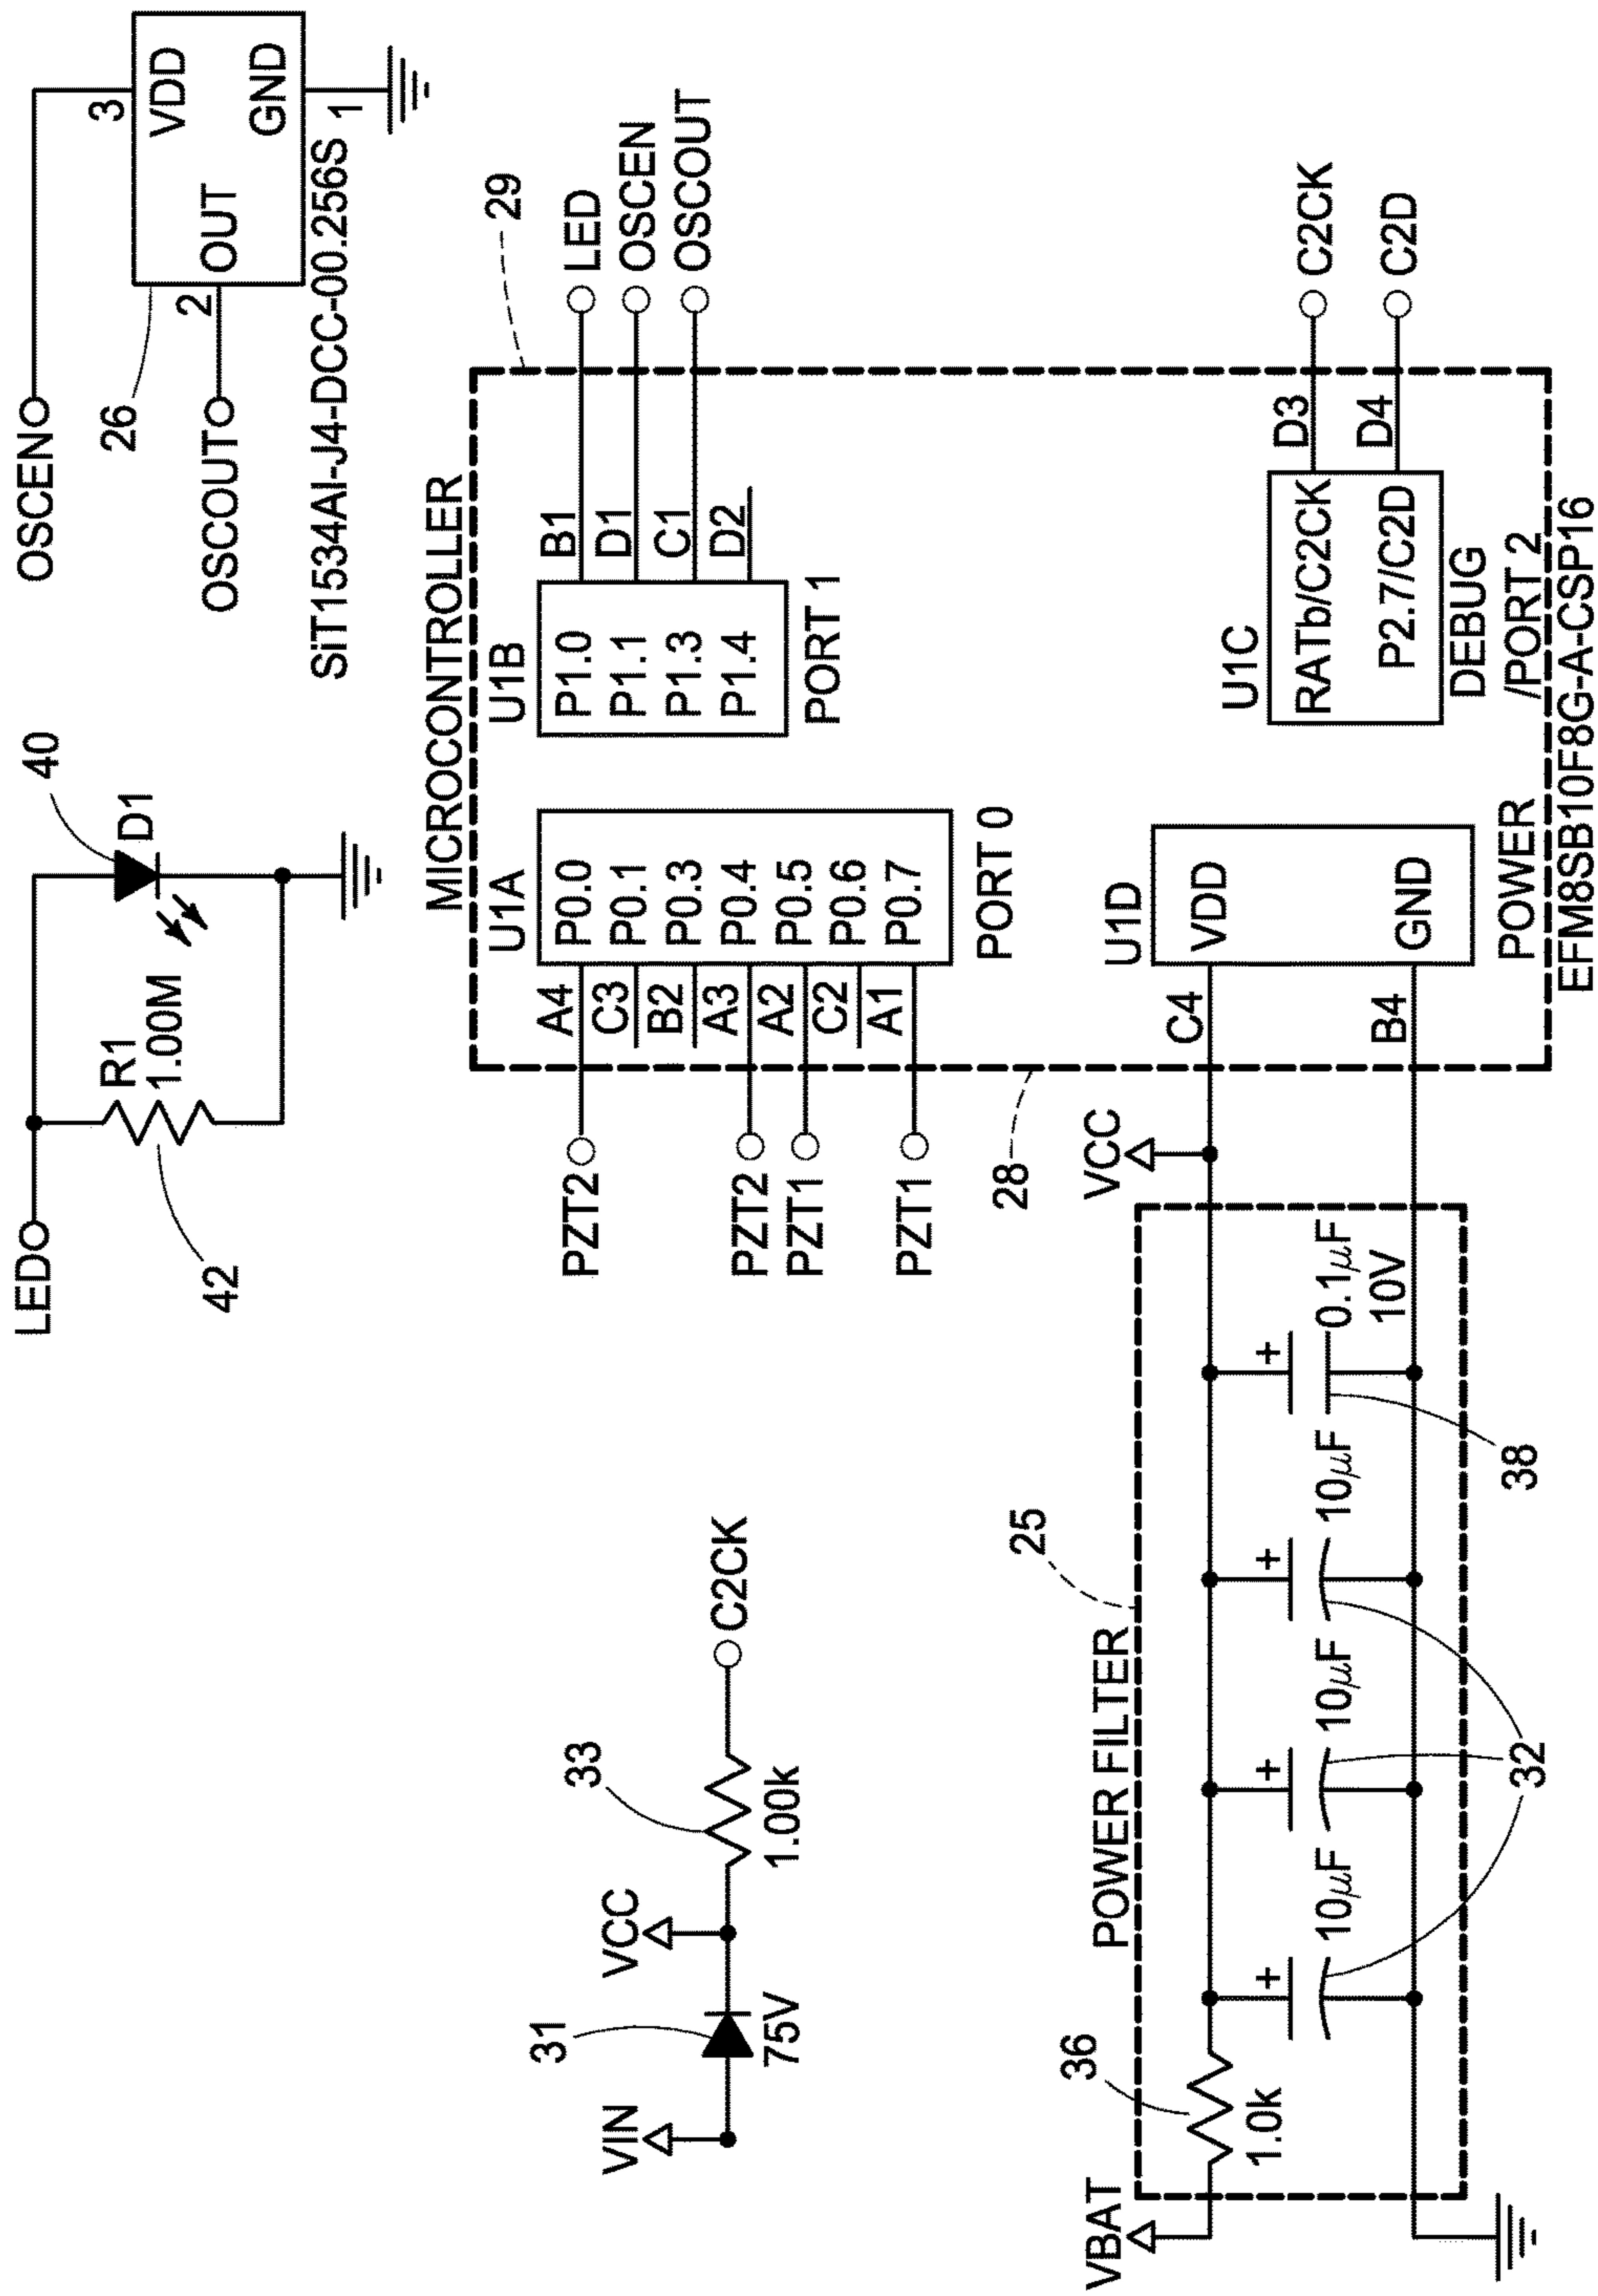 LED
R1
1.00M
42
D1
40
OSCEN
26
OSCOUT
3
VDD
2
OUT
GND
1
SiT1534AI-J4-DCC-00.256S
MICROCONTROLLER
29
U1A
P0.0
P0.1
P0.3
P0.4
P0.5
P0.6
P0.7
PORT 0
A4
C3
B2
A3
A2
C2
A1
PZT2
PZT2
PZT1
PZT1
U1B
P1.0
P1.1
P1.3
P1.4
PORT 1
B1
D1
C1
D2
LED
OSCEN
OSCOUT
28
U1D
VDD
GND
POWER
C4
B4
U1C
RATb/C2CK
P2.7/C2D
DEBUG
/PORT 2
D3
D4
C2CK
C2D
EFM8SB10F8G-A-CSP16
VIN
31
75V
VCC
33
1.00k
C2CK
POWER FILTER
25
VBAT
36
1.0k
10µF
10µF
10µF
0.1µF
10V
32
38
VCC